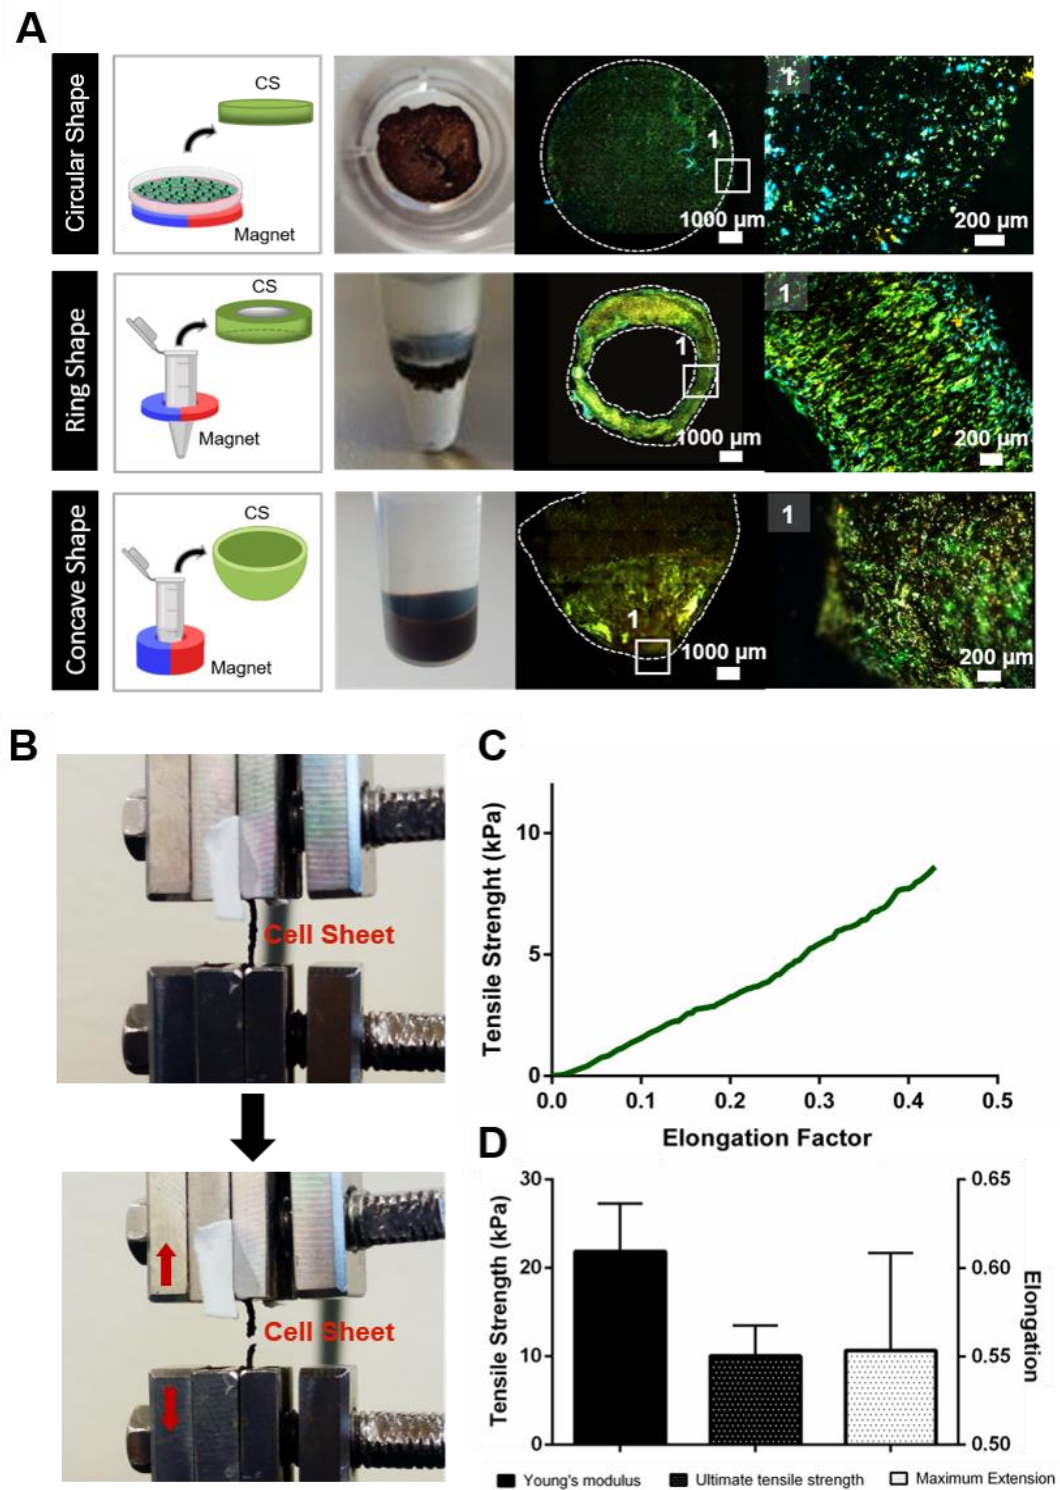 A
Circular Shape
CS
Magnet
1
1000 µm
1
200 µm
Ring Shape
CS
Magnet
1
1000 µm
1
200 µm
Concave Shape
CS
Magnet
1
1000 µm
1
200 µm
B
Cell Sheet
Cell Sheet
C
Tensile Strenght (kPa)
10
5
0
0.0 0.1 0.2 0.3 0.4 0.5
Elongation Factor
D
Tensile Strength (kPa)
30
20
10
0
0.65
0.60
0.55
0.50
Elongation
Young's modulus Ultimate tensile strength Maximum Extension